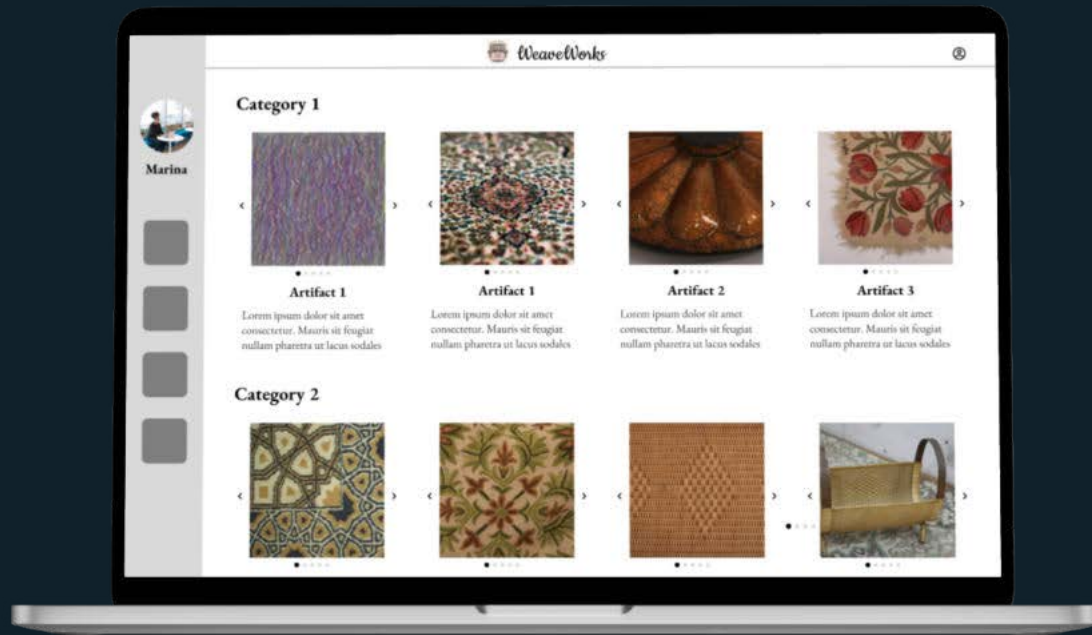 WeaveWorks
Marina
Category 1
Artifact 1
Lorem ipsum dolor sit amet
consectetur. Mauris sit feugiat
nullam pharetra ut lacus sodales
Artifact 1
Lorem ipsum dolor sit amet
consectetur. Mauris sit feugiat
nullam pharetra ut lacus sodales
Artifact 2
Lorem ipsum dolor sit amet
consectetur. Mauris sit feugiat
nullam pharetra ut lacus sodales
Artifact 3
Lorem ipsum dolor sit amet
consectetur. Mauris sit feugiat
nullam pharetra ut lacus sodales
Category 2